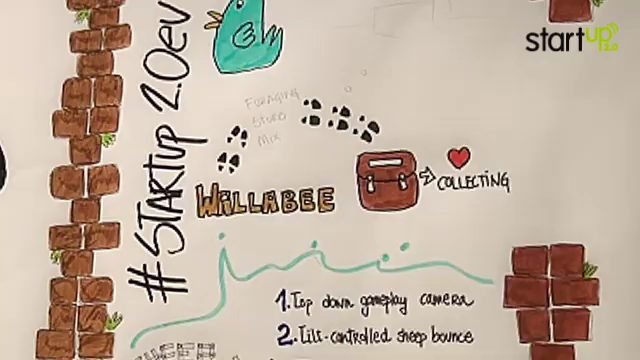 startup 2.0
#STARTUP 2.0ev
FORAGING
STORD
MIX
WALLABEE
COLLECTING
1. Top down gameplay camera
2. Tilt-controlled sheep bounce